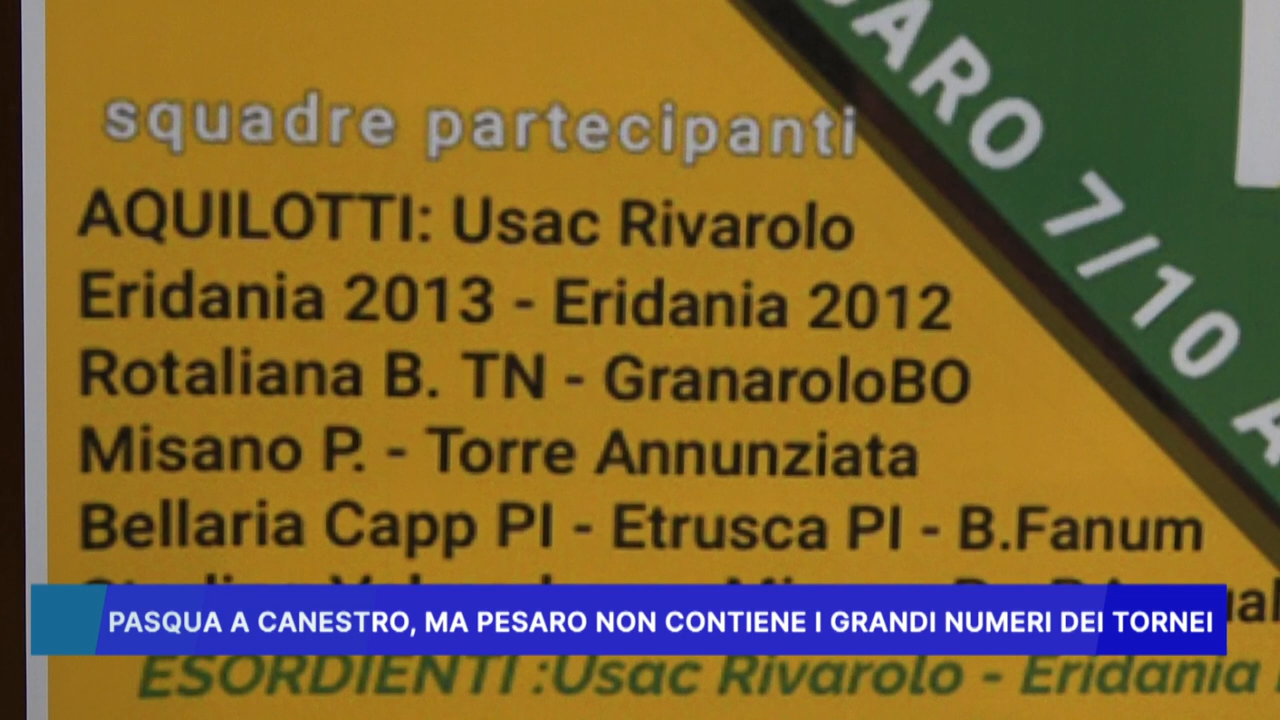 squadre partecipanti
AQUILOTTI: Usac Rivarolo
Eridania 2013 - Eridania 2012
Rotaliana B. TN - GranaroloBO
Misano P. - Torre Annunziata
Bellaria Capp PI - Etrusca PI - B.Fanum
PASQUA A CANESTRO, MA PESARO NON CONTIENE I GRANDI NUMERI DEI TORNEI
ESORDIENTI :Usac Rivarolo - Eridania
7/10